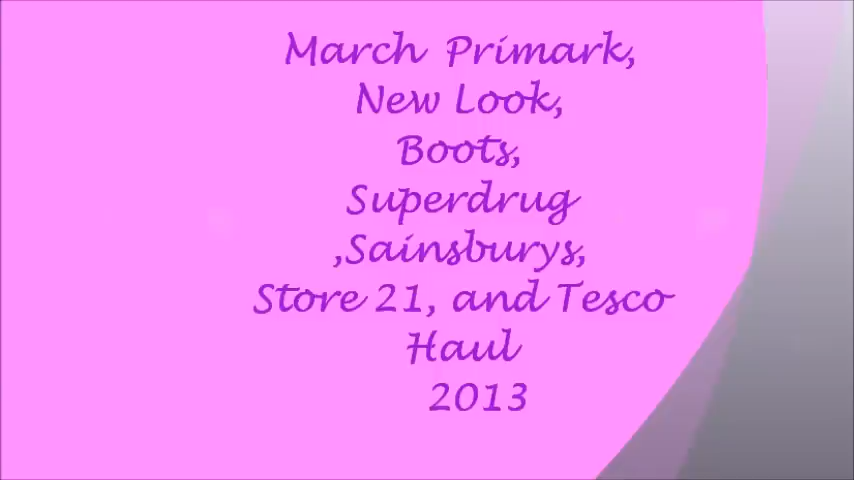 March Primark,
New Look,
Boots,
Superdrug
,Sainsburys,
Store 21, and Tesco
Haul
2013